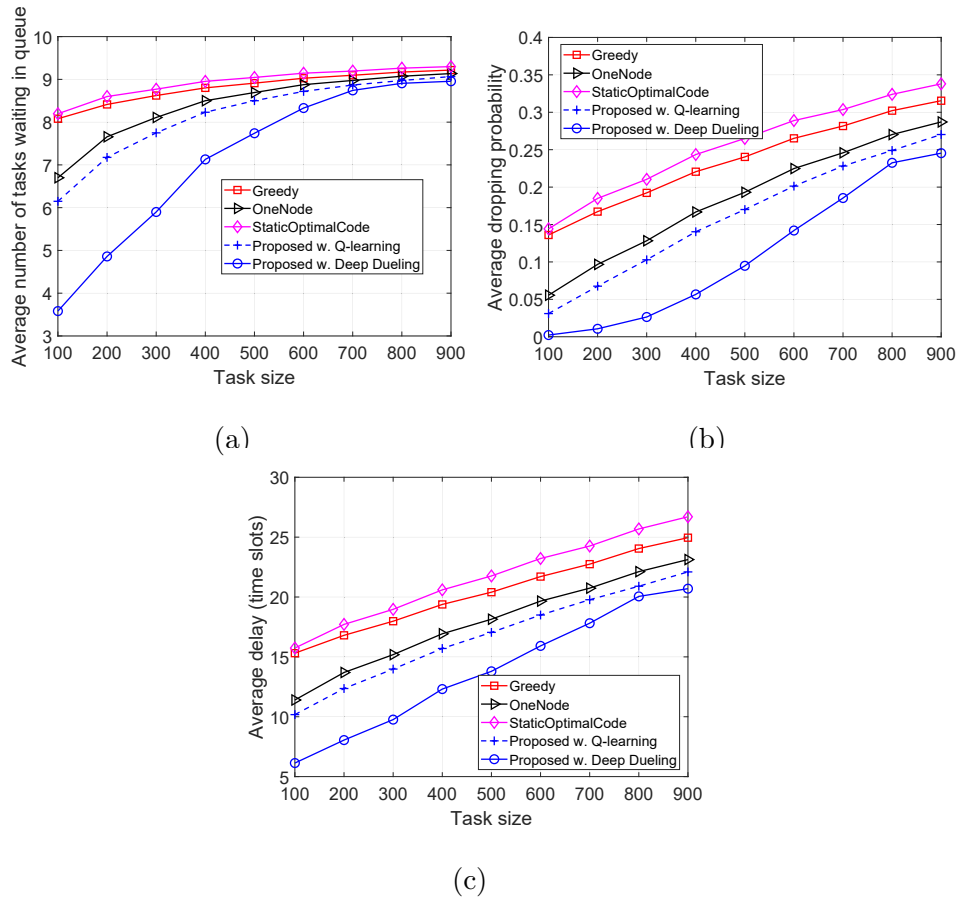 Average number of tasks waiting in queue
10
9
8
7
6
5
4
3
100 200 300 400 500 600 700 800 900
Task size
Greedy
OneNode
StaticOptimalCode
Proposed w. Q-learning
Proposed w. Deep Dueling
(a)
Average dropping probability
0.4
0.35
0.3
0.25
0.2
0.15
0.1
0.05
0
100 200 300 400 500 600 700 800 900
Task size
Greedy
OneNode
StaticOptimalCode
Proposed w. Q-learning
Proposed w. Deep Dueling
(b)
Average delay (time slots)
30
25
20
15
10
5
100 200 300 400 500 600 700 800 900
Task size
Greedy
OneNode
StaticOptimalCode
Proposed w. Q-learning
Proposed w. Deep Dueling
(c)